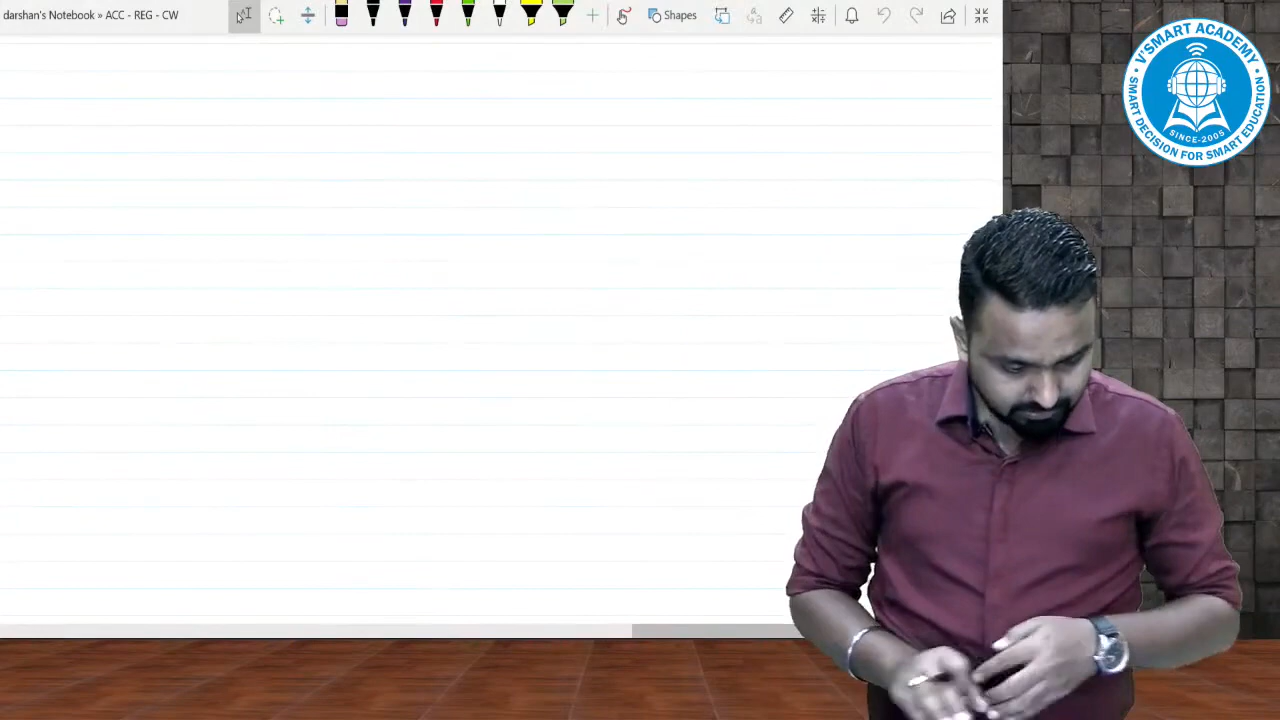 darshan's Notebook » ACC - REG - CW
Shapes
V'SMART ACADEMY
SINCE-2005
SMART DECISION FOR SMART EDUCATION